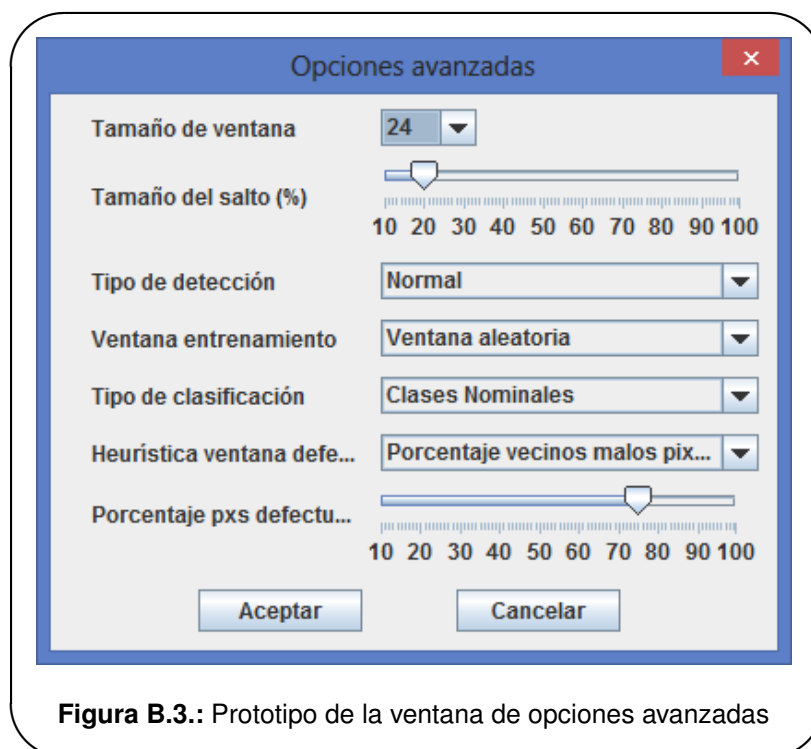 Opciones avanzadas
Tamaño de ventana 24
Tamaño del salto (%)
10 20 30 40 50 60 70 80 90 100
Tipo de detección Normal
Ventana entrenamiento Ventana aleatoria
Tipo de clasificación Clases Nominales
Heurística ventana defe... Porcentaje vecinos malos pix...
Porcentaje pxs defectu...
10 20 30 40 50 60 70 80 90 100
Aceptar Cancelar
Figura B.3.: Prototipo de la ventana de opciones avanzadas